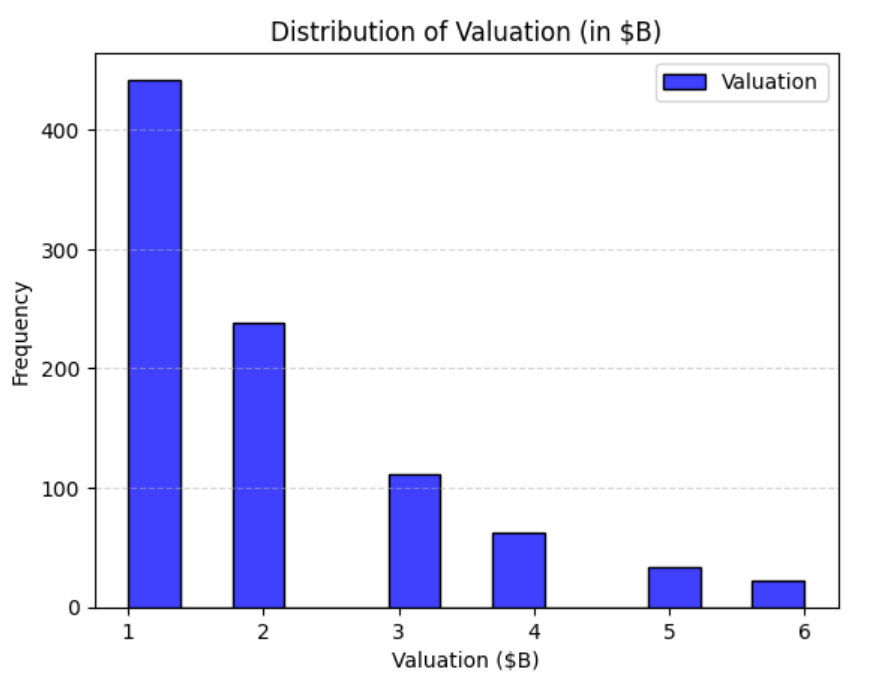 Distribution of Valuation (in $B)
Valuation
400
300
200
100
0
Frequency
1 2 3 4 5 6
Valuation ($B)